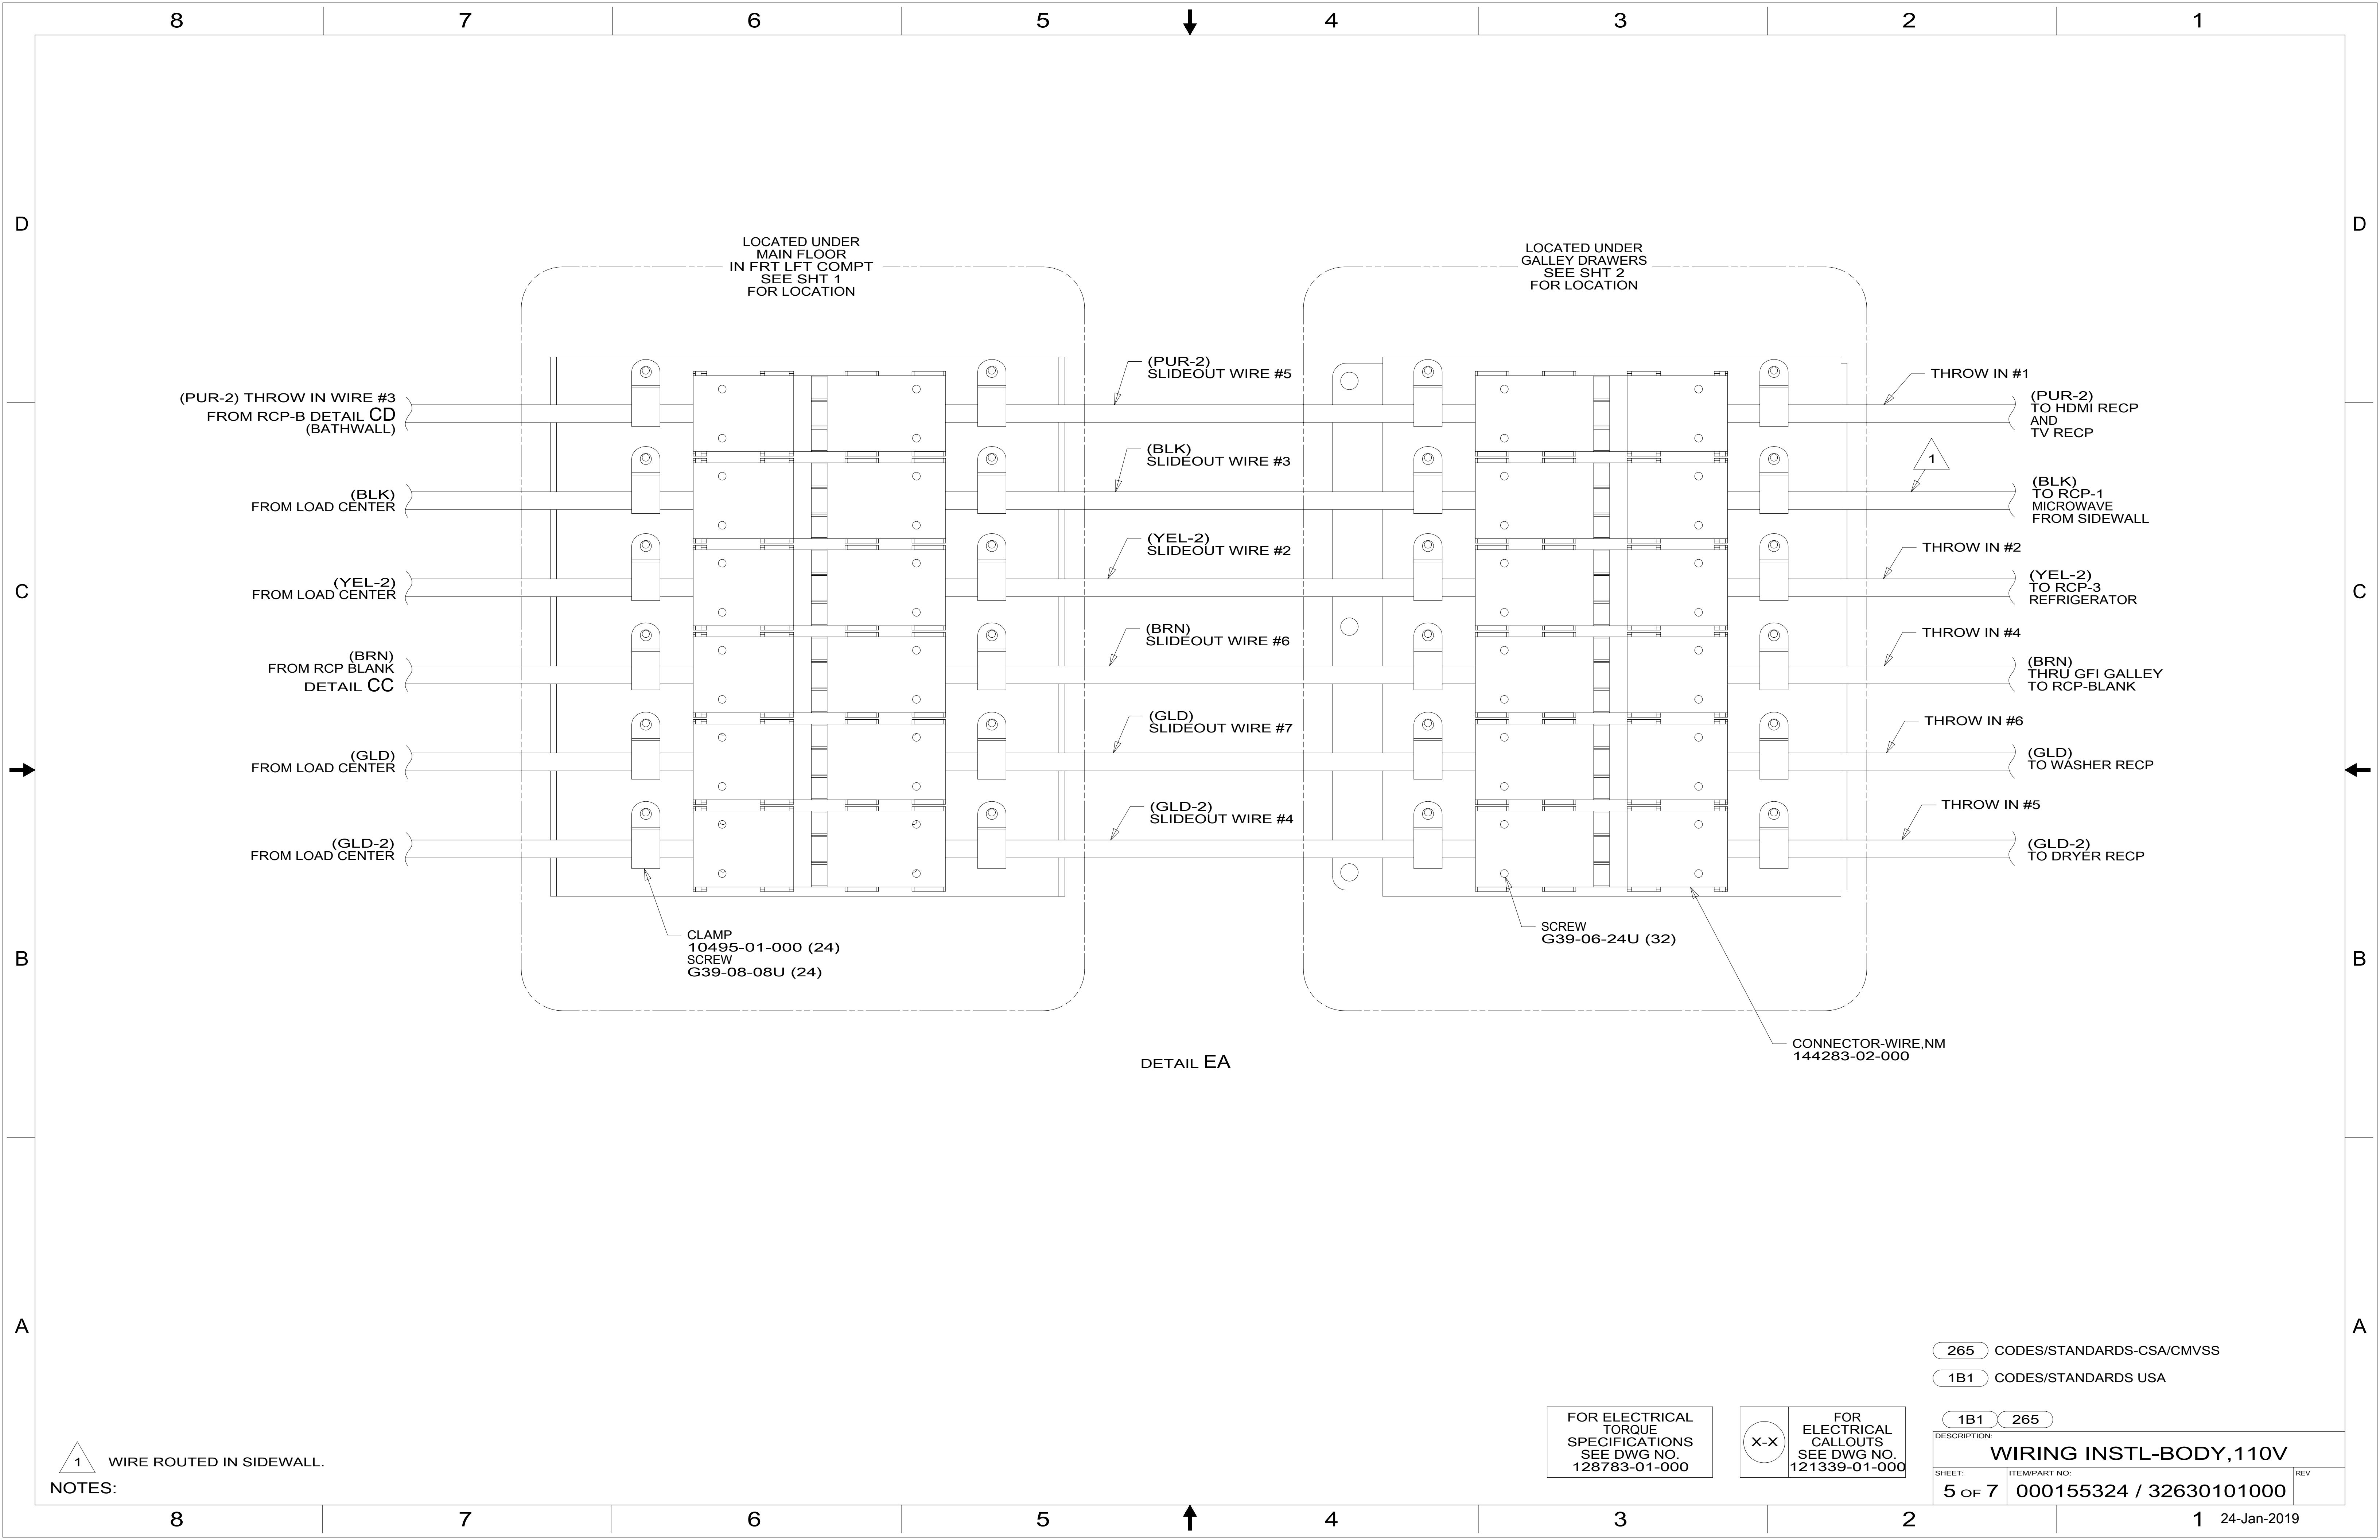 8 7 6 5 4 3 2 1
D D
LOCATED UNDER
MAIN FLOOR
IN FRT LFT COMPT
SEE SHT 1
FOR LOCATION
LOCATED UNDER
GALLEY DRAWERS
SEE SHT 2
FOR LOCATION
(PUR-2) THROW IN WIRE #3
FROM RCP-B DETAIL CD
(BATHWALL)
(PUR-2)
SLIDEOUT WIRE #5
THROW IN #1
(PUR-2)
TO HDMI RECP
AND
TV RECP
(BLK)
FROM LOAD CENTER
(BLK)
SLIDEOUT WIRE #3
1
(BLK)
TO RCP-1
MICROWAVE
FROM SIDEWALL
C C
(YEL-2)
FROM LOAD CENTER
(YEL-2)
SLIDEOUT WIRE #2
THROW IN #2
(YEL-2)
TO RCP-3
REFRIGERATOR
(BRN)
FROM RCP BLANK
DETAIL CC
(BRN)
SLIDEOUT WIRE #6
THROW IN #4
(BRN)
THRU GFI GALLEY
TO RCP-BLANK
(GLD)
FROM LOAD CENTER
(GLD)
SLIDEOUT WIRE #7
THROW IN #6
(GLD)
TO WASHER RECP
(GLD-2)
FROM LOAD CENTER
(GLD-2)
SLIDEOUT WIRE #4
THROW IN #5
(GLD-2)
TO DRYER RECP
B B
CLAMP
10495-01-000 (24)
SCREW
G39-08-08U (24)
SCREW
G39-06-24U (32)
CONNECTOR-WIRE,NM
144283-02-000
DETAIL EA
A A
265 CODES/STANDARDS-CSA/CMVSS
1B1 CODES/STANDARDS USA
1B1 265
FOR ELECTRICAL
TORQUE
SPECIFICATIONS
SEE DWG NO.
128783-01-000
X-X
FOR
ELECTRICAL
CALLOUTS
SEE DWG NO.
121339-01-000
DESCRIPTION:
WIRING INSTL-BODY,110V
SHEET:
5 OF 7
ITEM/PART NO:
000155324 / 32630101000
REV
1 WIRE ROUTED IN SIDEWALL.
NOTES:
8 7 6 5 4 3 2 1
24-Jan-2019